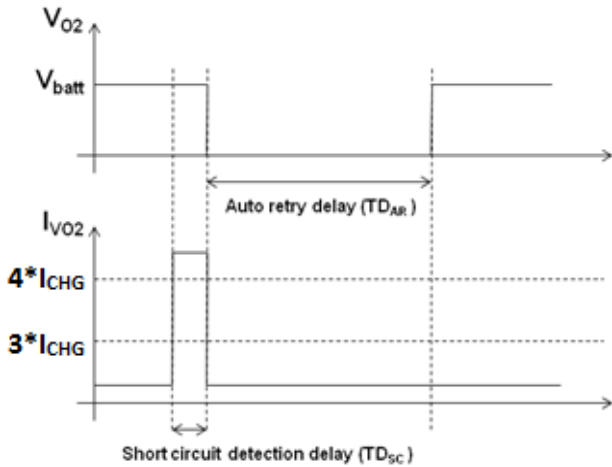 VO2
Vbatt
Auto retry delay (TDAR)
IVO2
4*ICHG
3*ICHG
Short circuit detection delay (TDSC)